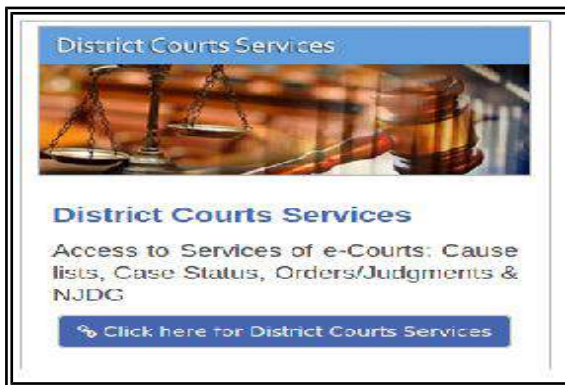 District Courts Services
District Courts Services
Access to Services of e-Courts: Cause
lists, Case Status, Orders/Judgments &
NJDG
Click here for District Courts Services